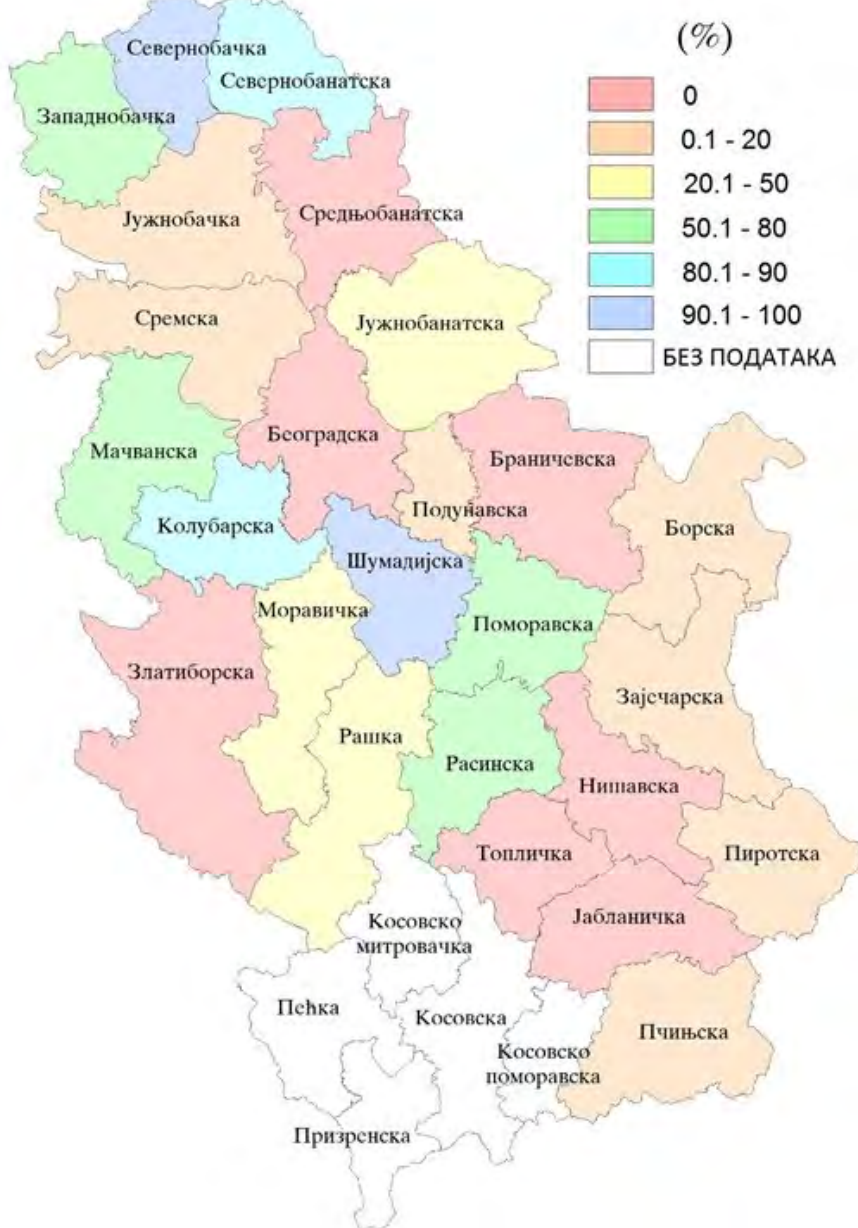 (%)
0
0.1 - 20
20.1 - 50
50.1 - 80
80.1 - 90
90.1 - 100
БЕЗ ПОДАТАКА
Севернобачка
Севернобанатска
Западнобачка
Јужнобачка
Средњобанатска
Сремска
Јужнобанатска
Београдска
Мачванска
Браничевска
Подунавска
Колубарска
Борска
Шумадијска
Моравичка
Поморавска
Златиборска
Зајечарска
Рашка
Расинска
Нишавска
Топличка
Пиротска
Јабланичка
Косовско
митровачка
Пећка
Косовска
Косовско
поморавска
Пчињска
Призренска